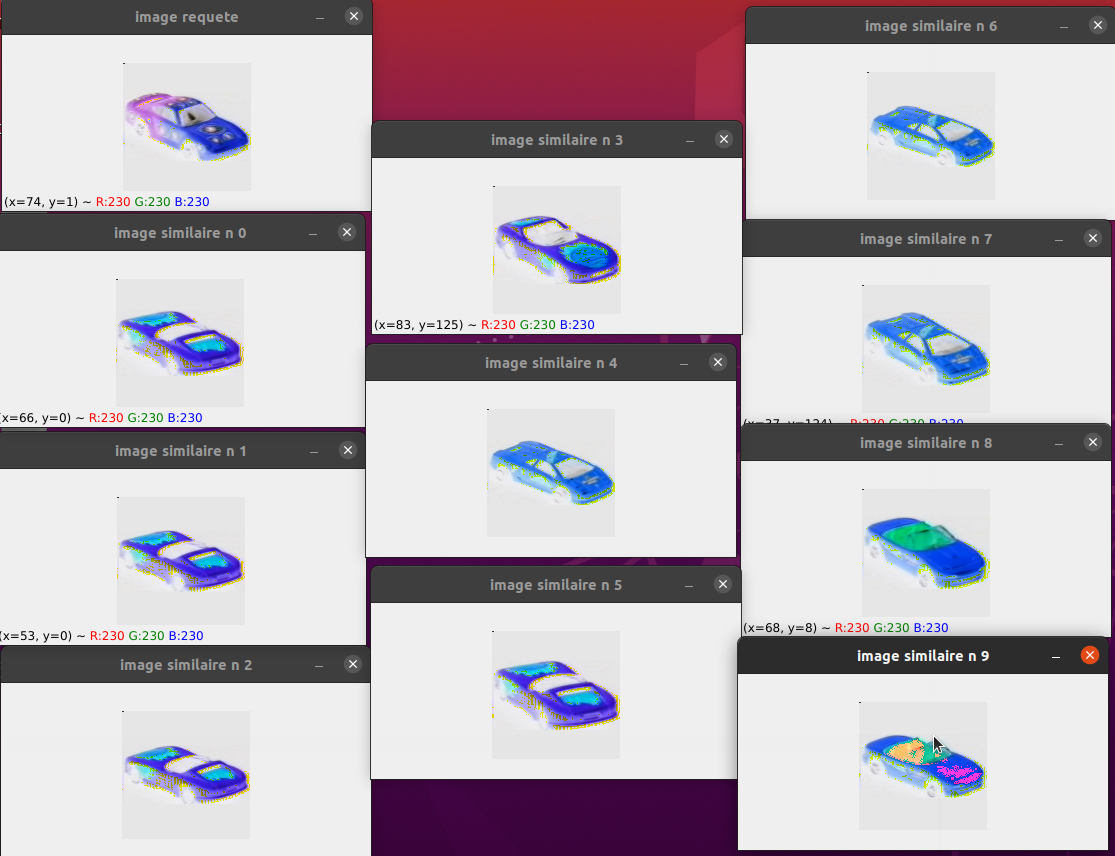 image requete
(x=74, y=1) ~ R:230 G:230 B:230
image similaire n 0
(x=66, y=0) ~ R:230 G:230 B:230
image similaire n 1
(x=53, y=0) ~ R:230 G:230 B:230
image similaire n 2
image similaire n 3
(x=83, y=125) ~ R:230 G:230 B:230
image similaire n 4
image similaire n 5
image similaire n 6
image similaire n 7
(x=37, y=124) ~ R:230 G:230 B:230
image similaire n 8
(x=68, y=8) ~ R:230 G:230 B:230
image similaire n 9